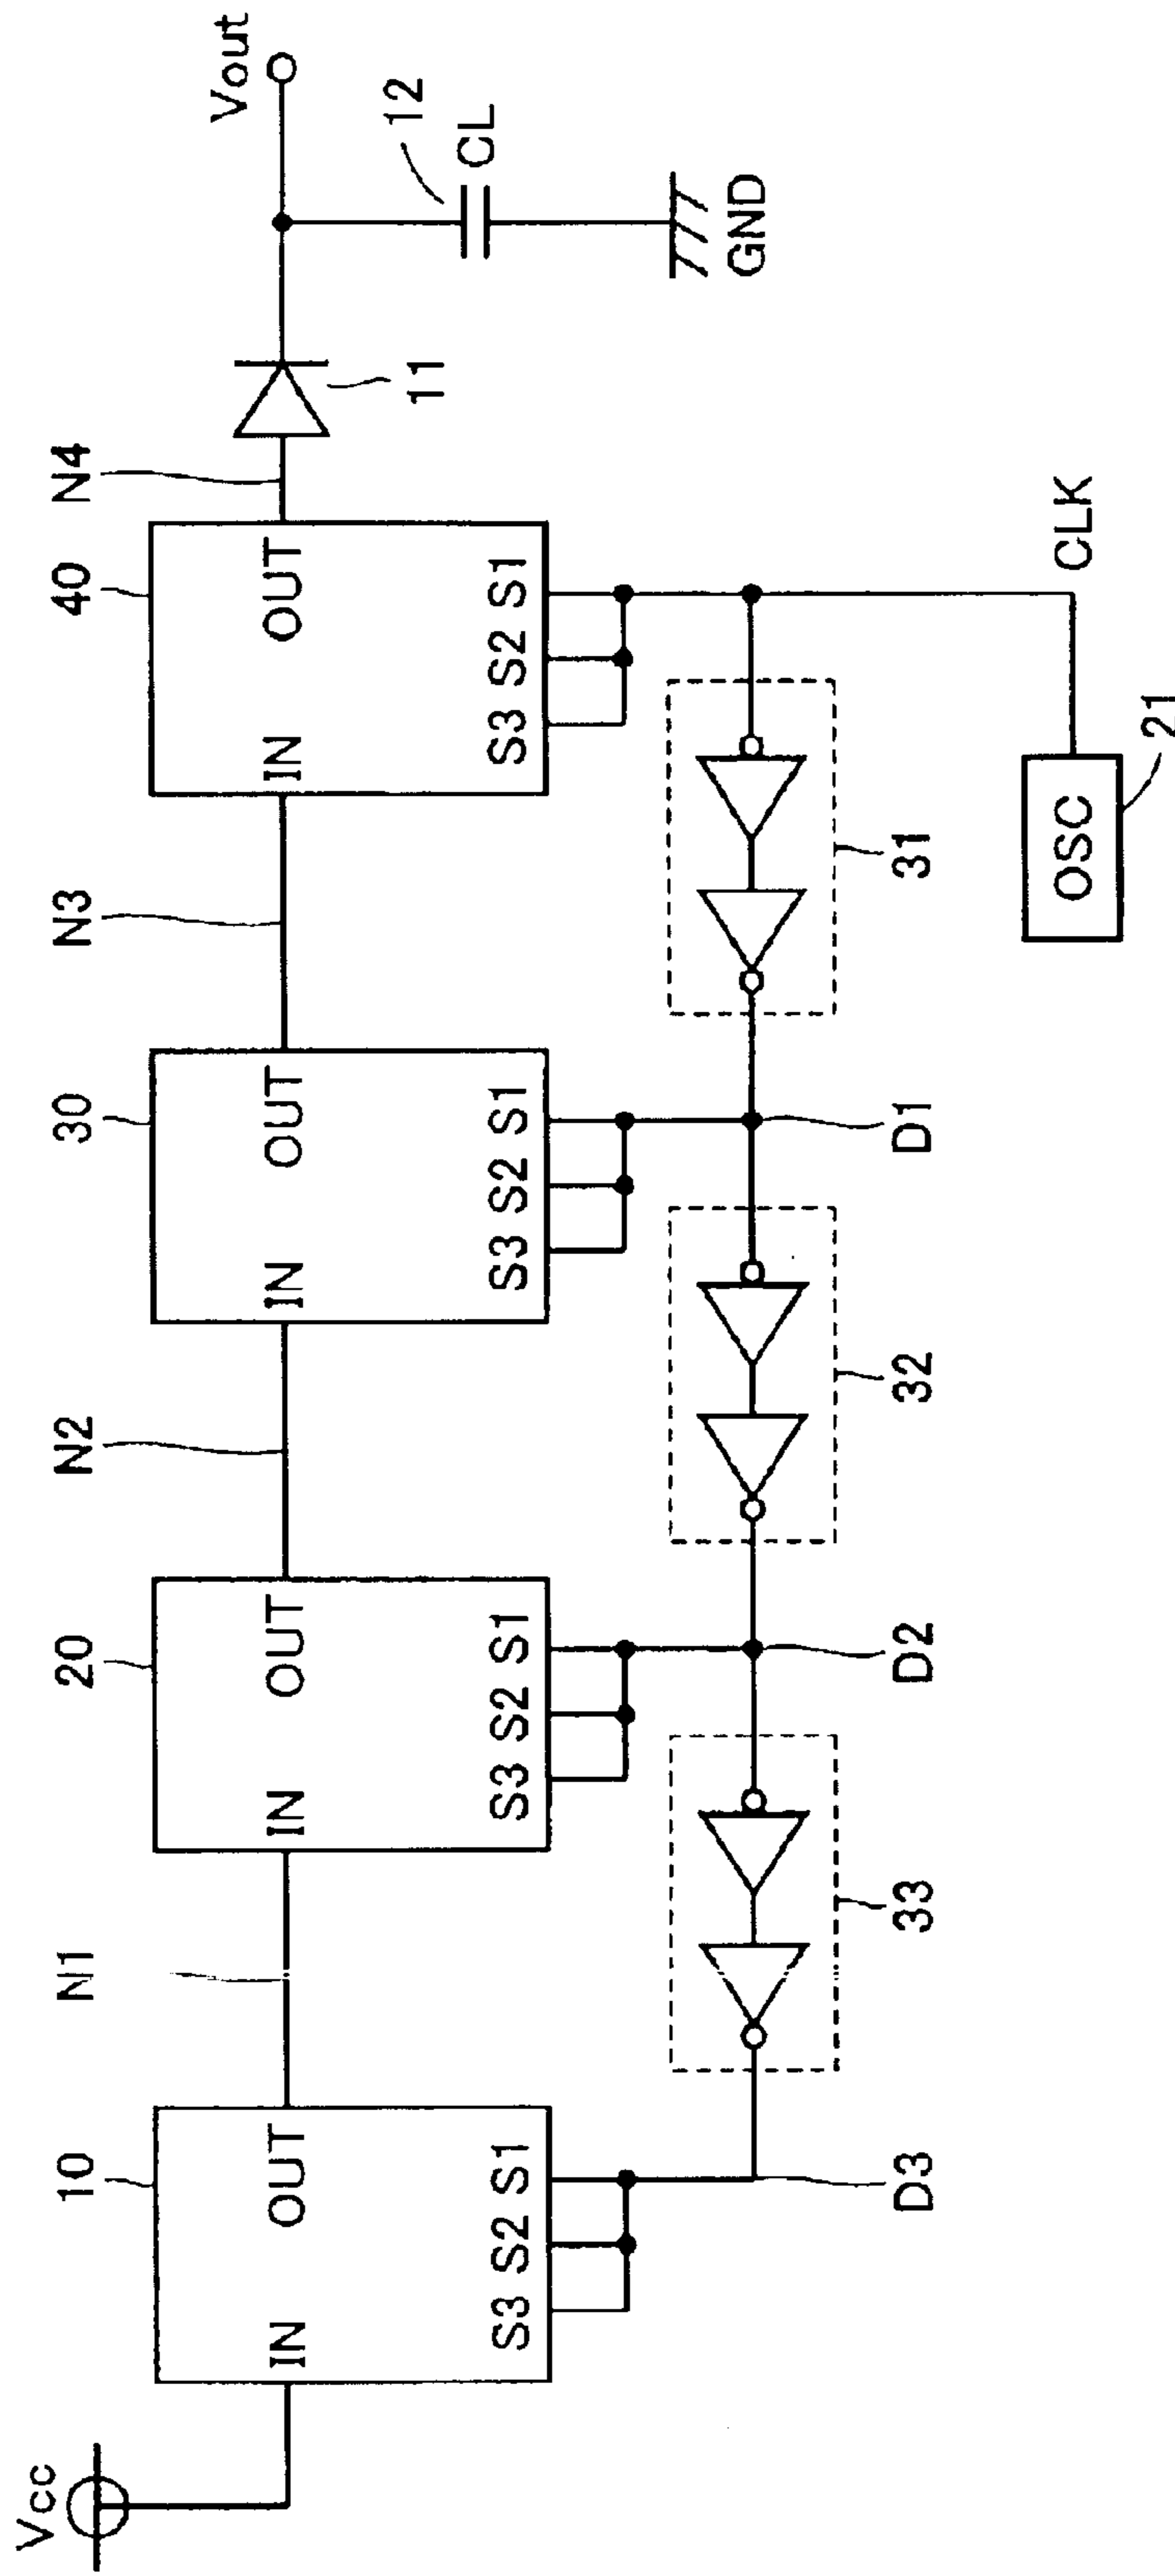 Vcc
10
IN
OUT
S3 S2 S1
N1
20
IN
OUT
S3 S2 S1
N2
30
IN
OUT
S3 S2 S1
N3
40
IN
OUT
S3 S2 S1
N4
11
Vout
12
CL
GND
D3
33
D2
32
D1
31
CLK
OSC
21